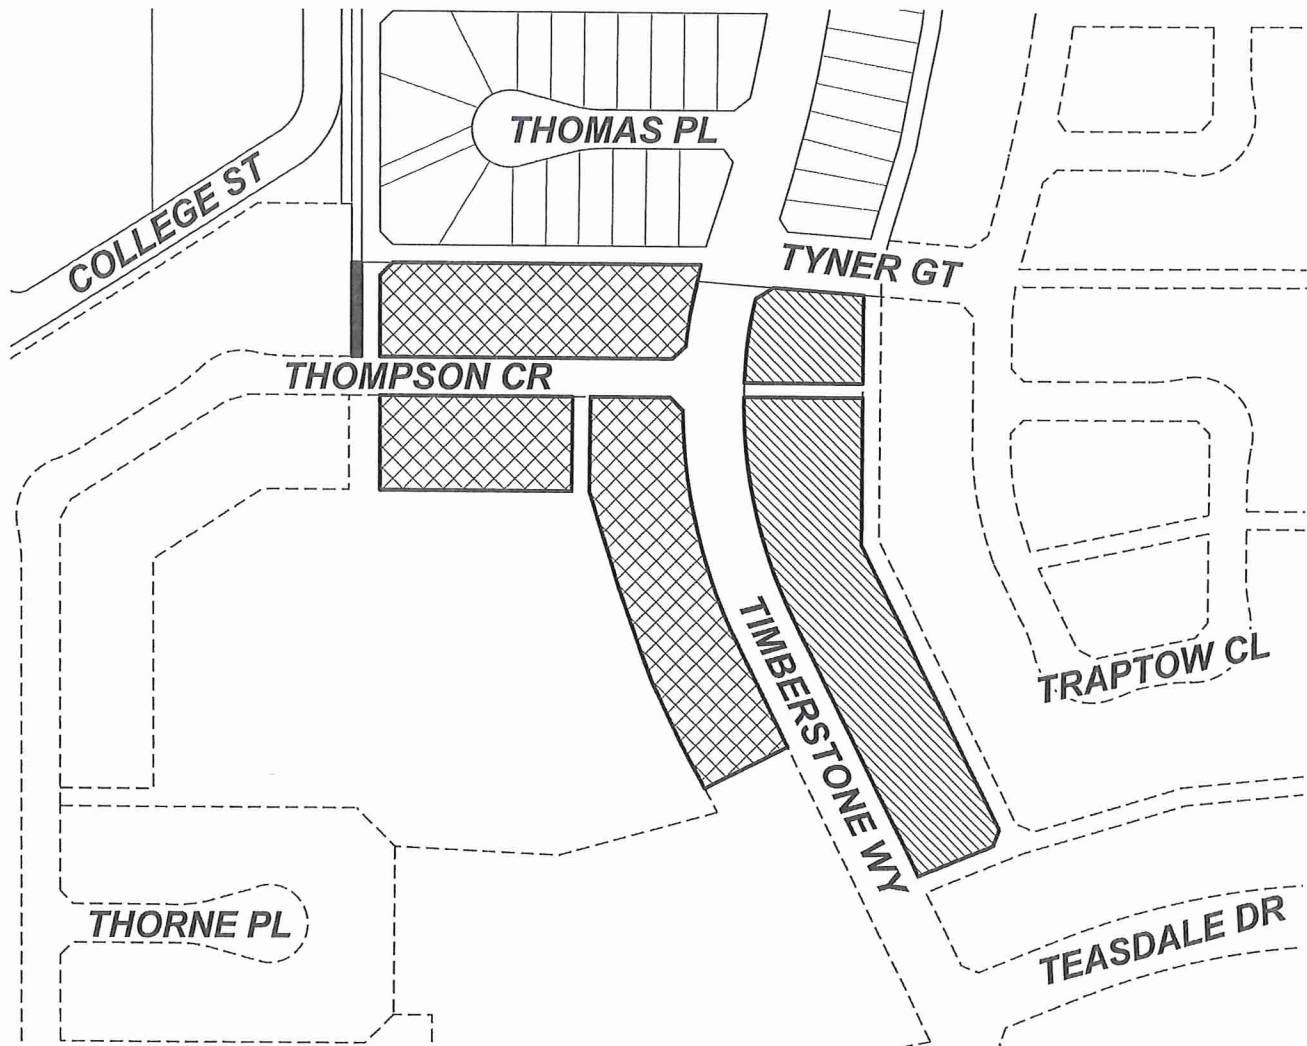 THOMAS PL
COLLEGE ST
TYNER GT
THOMPSON CR
TIMBERSTONE WY
TRAPTOW CL
THORNE PL
TEASDALE DR